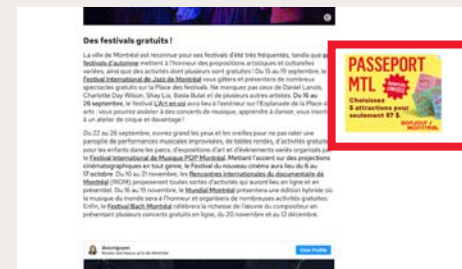 Des festivals gratuits !
La ville de Montréal est reconnue pour ses festivals d'été très fréquentés, tandis que
festivals d'automne mettent à l'honneur des propositions artistiques et culturelles
variées, ainsi que des activités dont plusieurs sont gratuites ! Du 15 au 19 septembre, le
Festival International de Jazz de Montréal vous gâtera et présentera de nombreux
spectacles gratuits sur la Place des festivals. Ne manquez pas ceux de Daniel Lanois,
Charlotte Day Wilson, Shay Lia, Basia Bulat et de plusieurs autres artistes. Du 16 au
26 septembre, le festival L'Art en soi aura lieu à l'extérieur sur l'Esplanade de la Place d
arts : vous pourrez assister à des concerts de musique, apprendre à danser, vous inscri
à un atelier de cirque et davantage !
Du 22 au 26 septembre, ouvrez grand les yeux et les oreilles pour ne pas rater une
panoplie de performances musicales improvisées, de tables rondes, d'activités gratuite
pour les enfants dans les parcs, d'expositions d'art et d'évènements variés organisés pa
le Festival International de Musique POP Montréal. Mettant l'accent sur des projections
cinématographiques en tout genre, le Festival du nouveau cinéma aura lieu du 6 au
17 octobre. Du 10 au 21 novembre, les Rencontres internationales du documentaire de
Montréal (RIDM) proposeront toutes sortes d'activités qui auront lieu en ligne et en
présentiel. Du 16 au 19 novembre, le Mundial Montréal présentera une édition hybride où
la musique du monde sera à l'honneur et organisera de nombreuses activités gratuites.
Enfin, le Festival Bach Montréal célébrera la richesse de l'œuvre du compositeur en
présentant plusieurs concerts gratuits en ligne, du 20 novembre et au 12 décembre.
PASSEPORT
MTL
Choisissez
5 attractions pour
seulement 87 $.
BONJOUR /
MONTRÉAL
View Profile